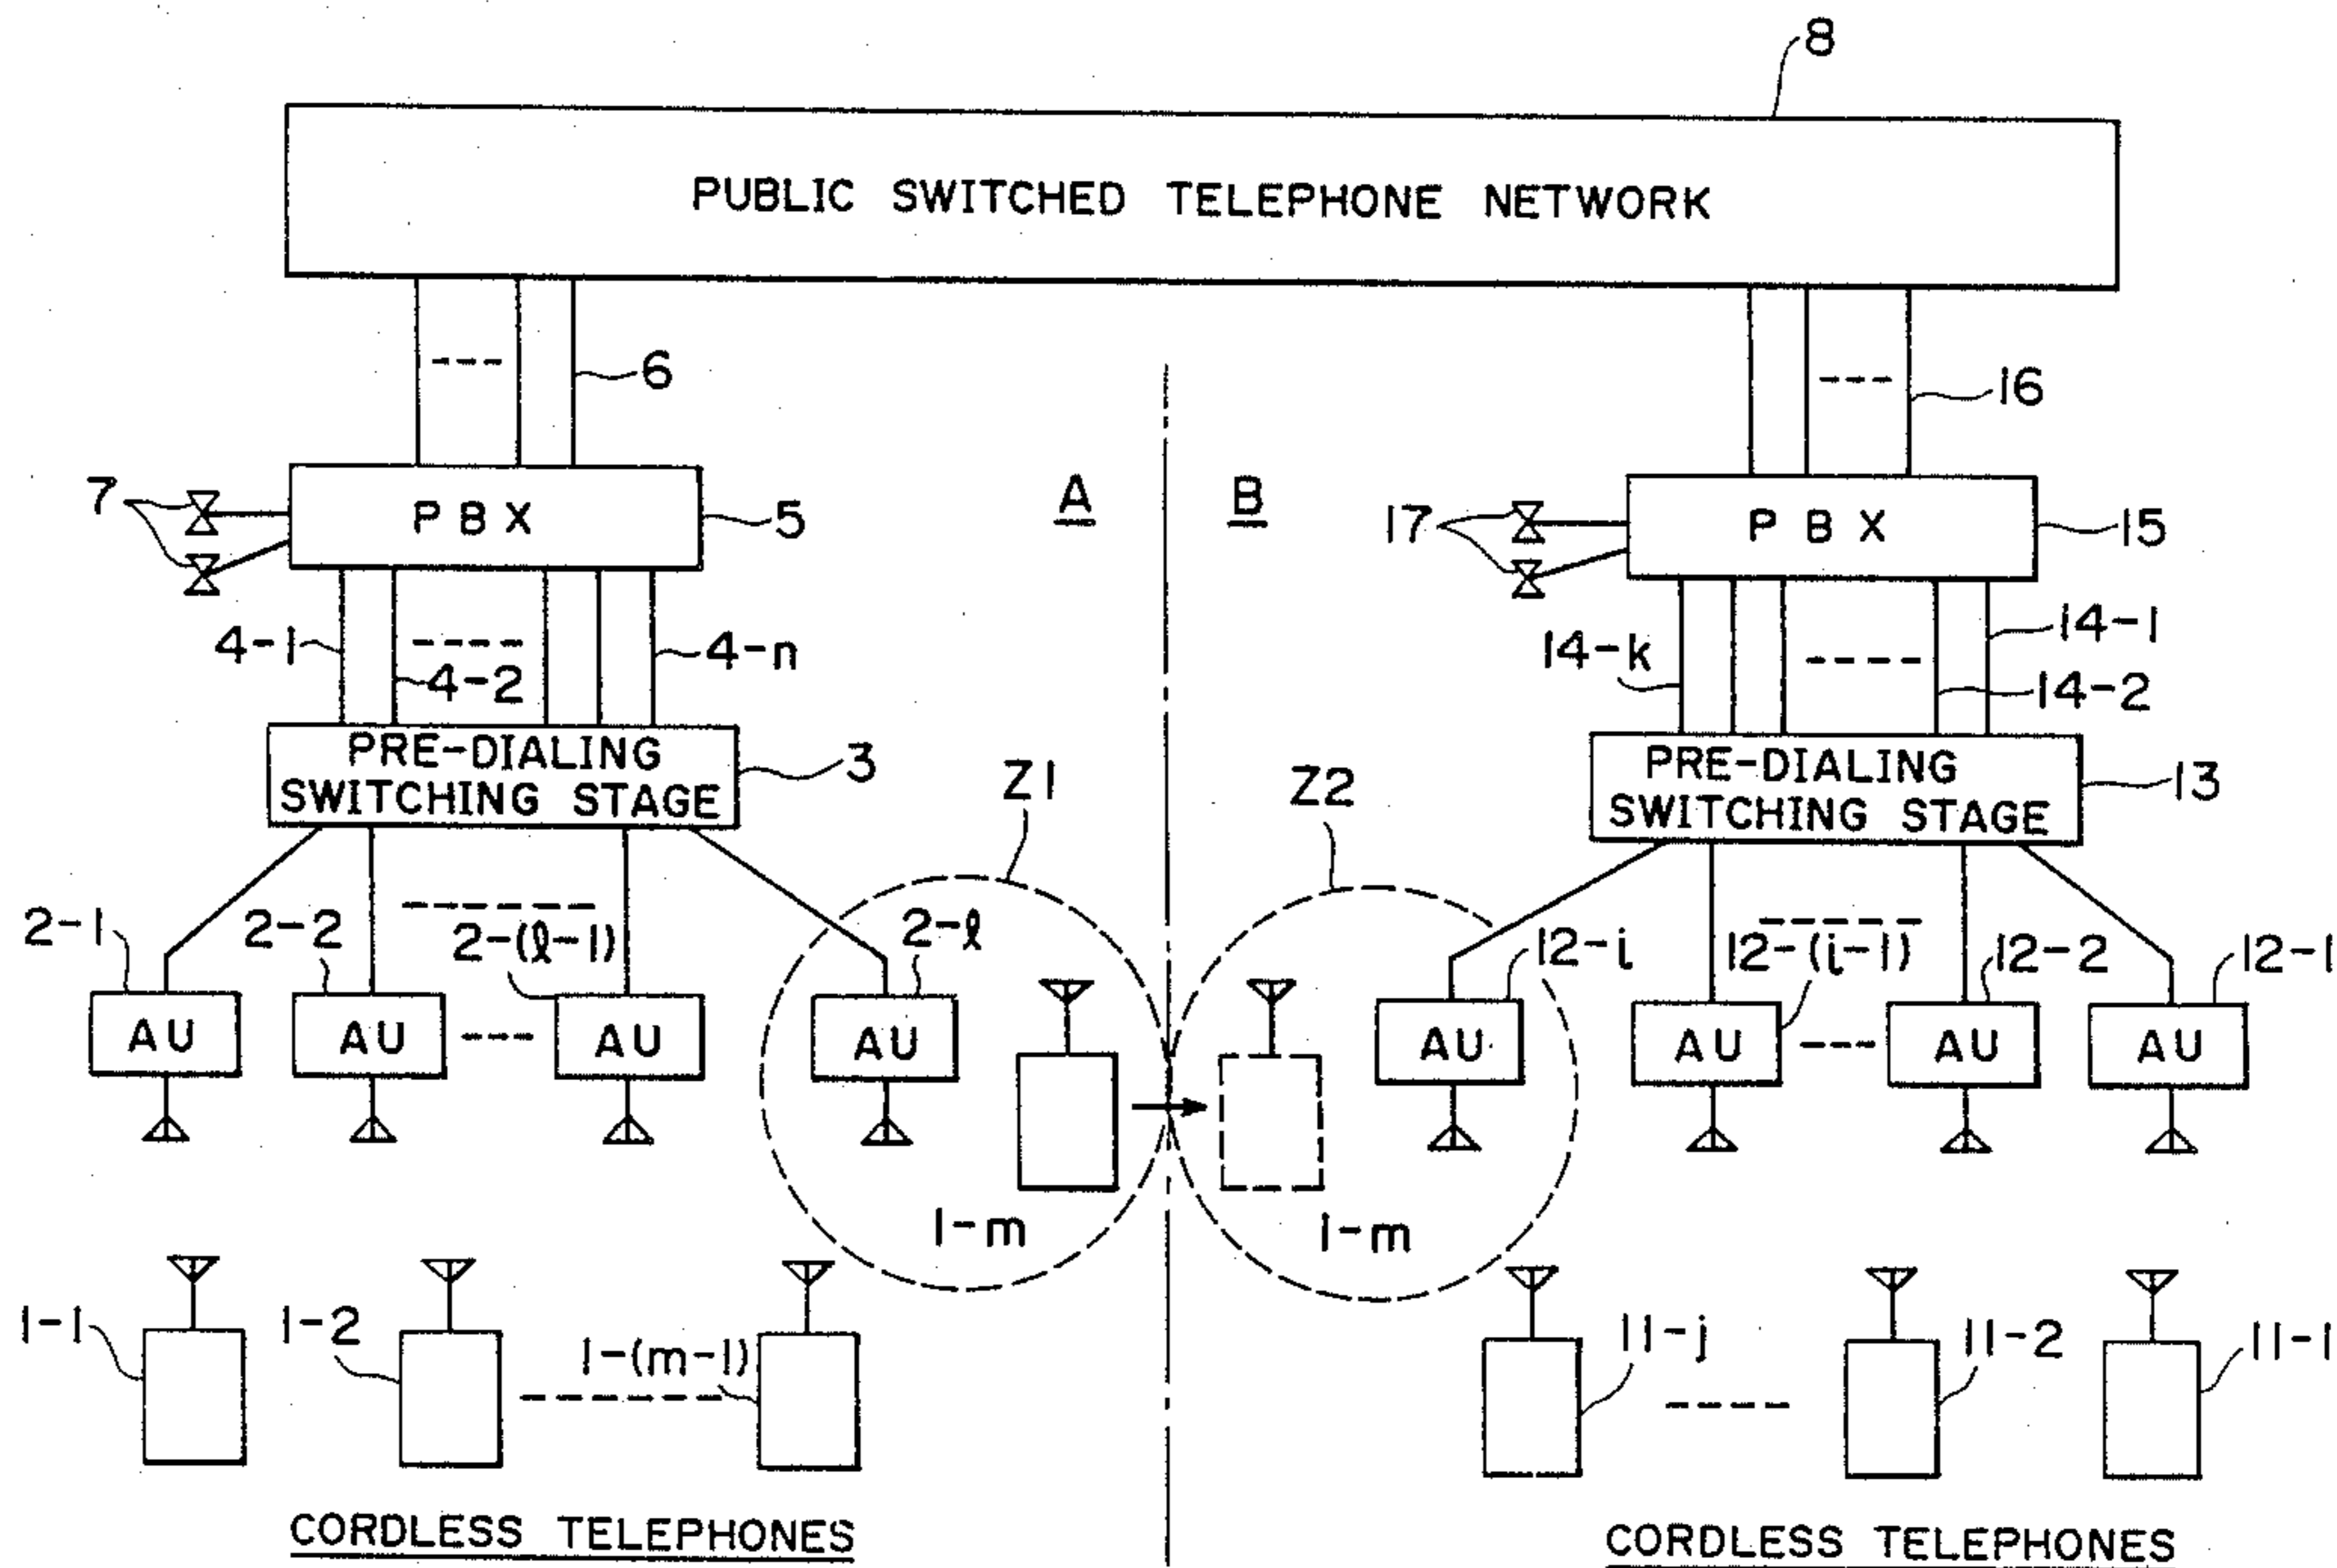 8
PUBLIC SWITCHED TELEPHONE NETWORK
6
16
A
B
7
P B X
5
17
P B X
15
4-1
4-2
4-n
14-k
14-1
14-2
PRE-DIALING
SWITCHING STAGE
3
Z1
Z2
PRE-DIALING
SWITCHING STAGE
13
2-1
2-2
2-(ℓ-1)
2-ℓ
12-i
12-(i-1)
12-2
12-1
AU
AU
AU
AU
AU
AU
AU
AU
1-m
1-m
1-1
1-2
1-(m-1)
11-j
11-2
11-1
CORDLESS TELEPHONES
CORDLESS TELEPHONES